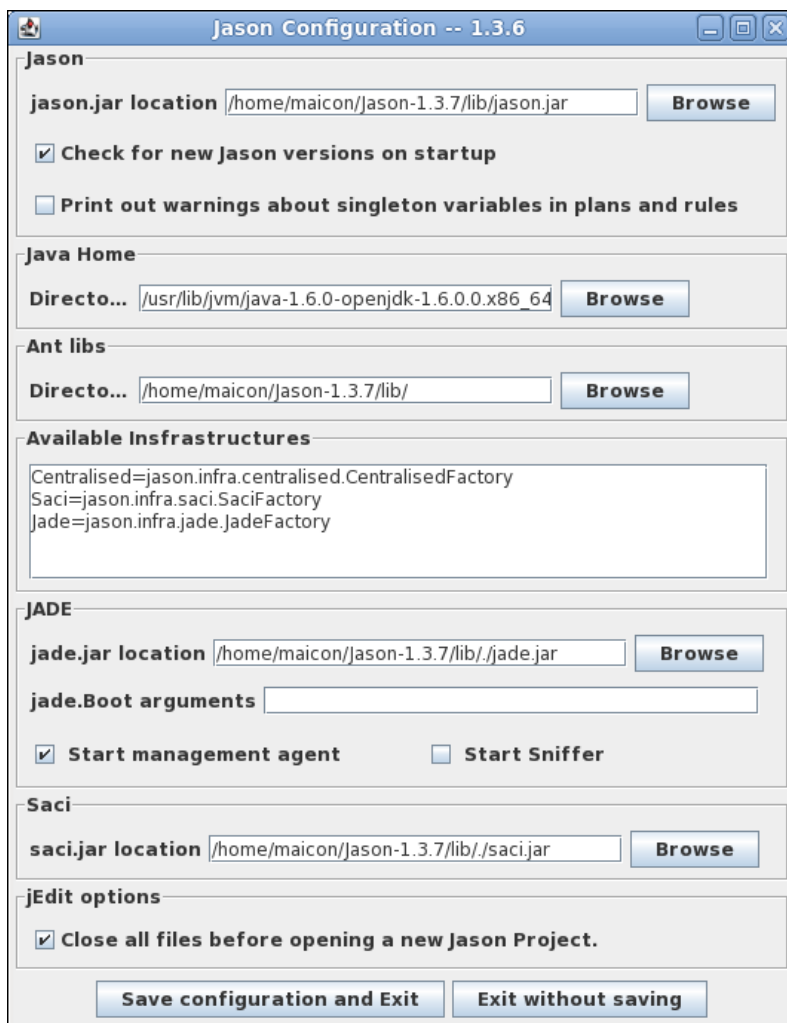 Jason Configuration -- 1.3.6
Jason
jason.jar location /home/maicon/Jason-1.3.7/lib/jason.jar Browse
Check for new Jason versions on startup
Print out warnings about singleton variables in plans and rules
Java Home
Directo... /usr/lib/jvm/java-1.6.0-openjdk-1.6.0.0.x86_64 Browse
Ant libs
Directo... /home/maicon/Jason-1.3.7/lib/ Browse
Available Insfrastructures
Centralised=jason.infra.centralised.CentralisedFactory
Saci=jason.infra.saci.SaciFactory
Jade=jason.infra.jade.JadeFactory
JADE
jade.jar location /home/maicon/Jason-1.3.7/lib/./jade.jar Browse
jade.Boot arguments
Start management agent Start Sniffer
Saci
saci.jar location /home/maicon/Jason-1.3.7/lib/./saci.jar Browse
jEdit options
Close all files before opening a new Jason Project.
Save configuration and Exit Exit without saving